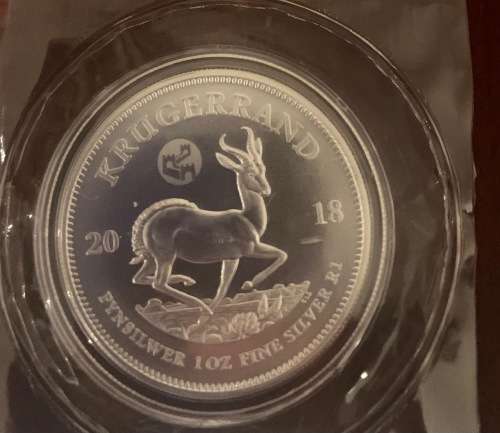 KRUGERRAND
20 18
FYNSILWER 1OZ FINE SILVER R1